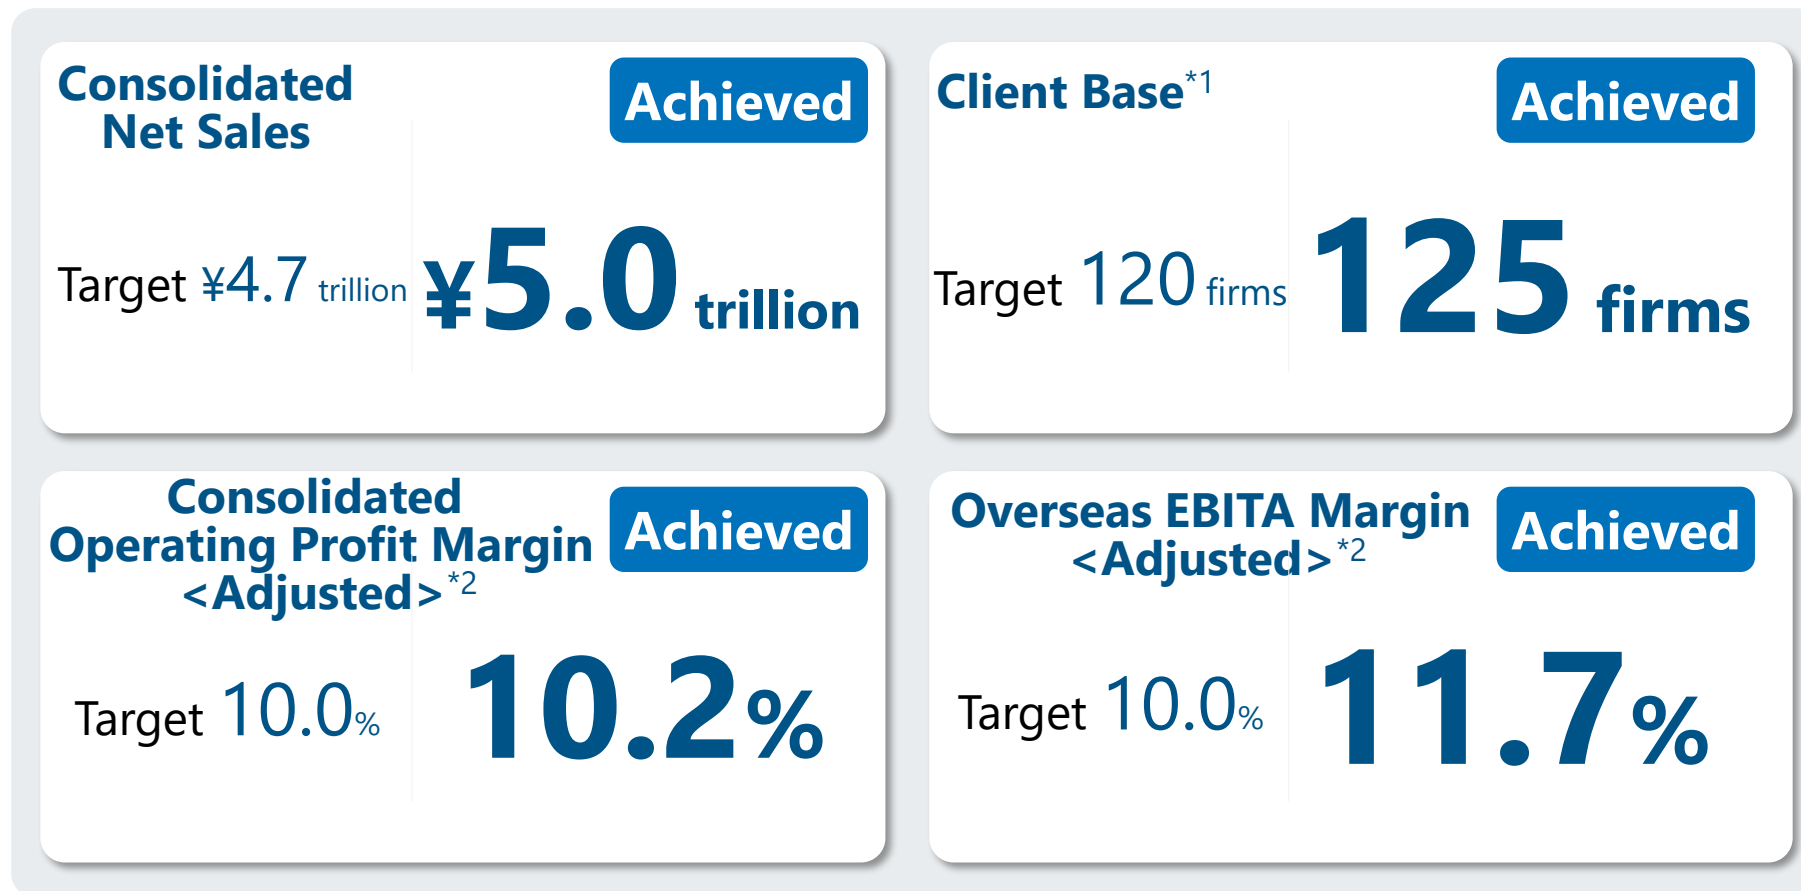 Consolidated
Net Sales
Achieved
Target ¥4.7 trillion
¥5.0 trillion
Client Base*1
Achieved
Target 120 firms
125 firms
Consolidated
Operating Profit Margin
<Adjusted>*2
Achieved
Target 10.0%
10.2%
Overseas EBITA Margin
<Adjusted>*2
Achieved
Target 10.0%
11.7%